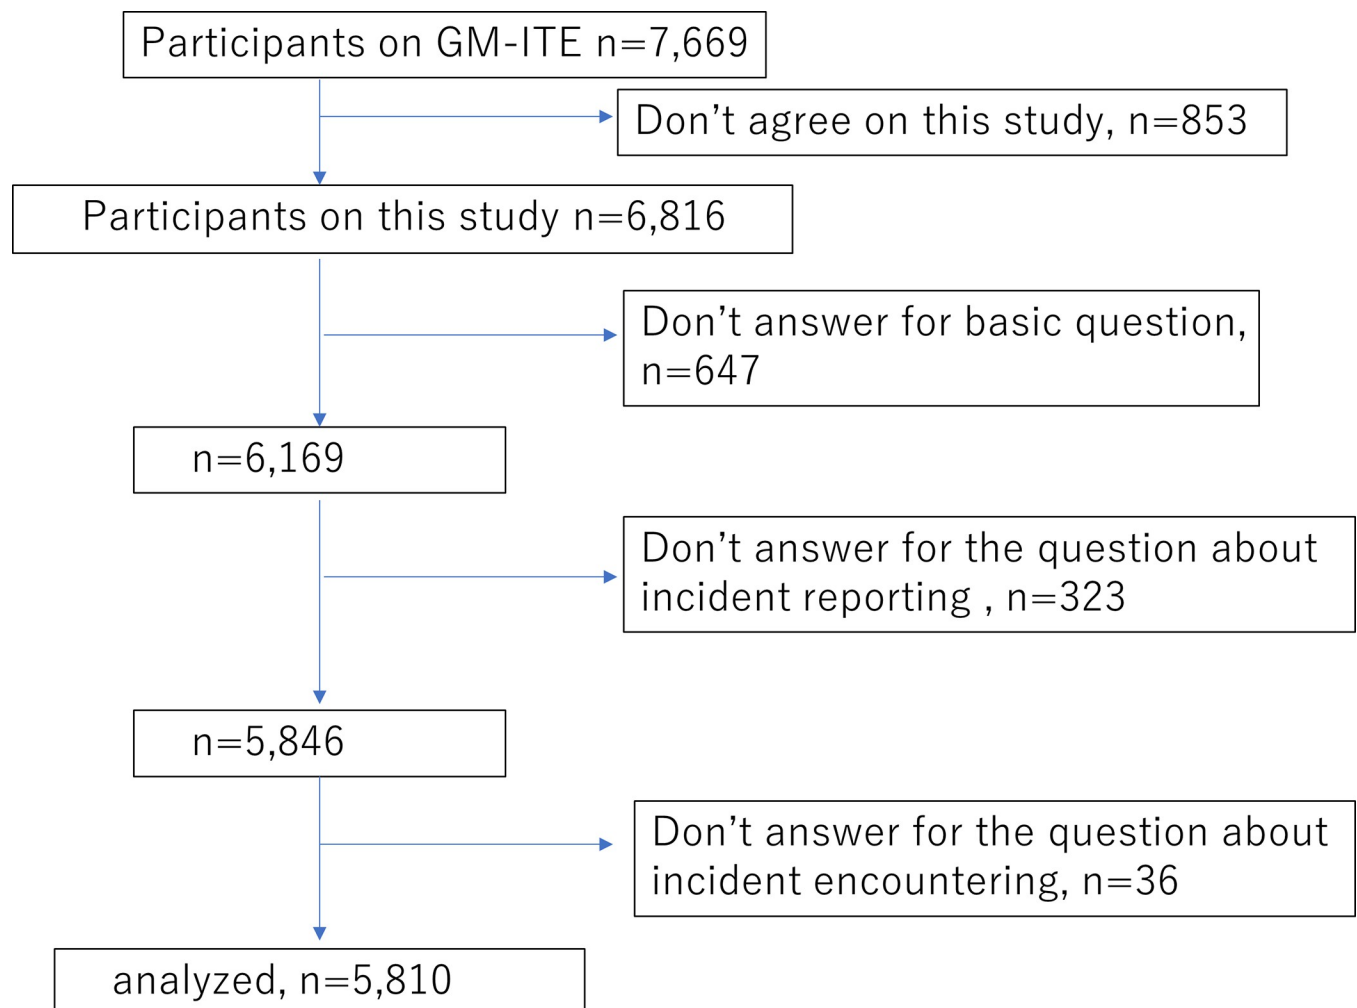 Participants on GM-ITE n=7,669
Don’t agree on this study, n=853
Participants on this study n=6,816
Don’t answer for basic question,
n=647
n=6,169
Don’t answer for the question about
incident reporting , n=323
n=5,846
Don’t answer for the question about
incident encountering, n=36
analyzed, n=5,810